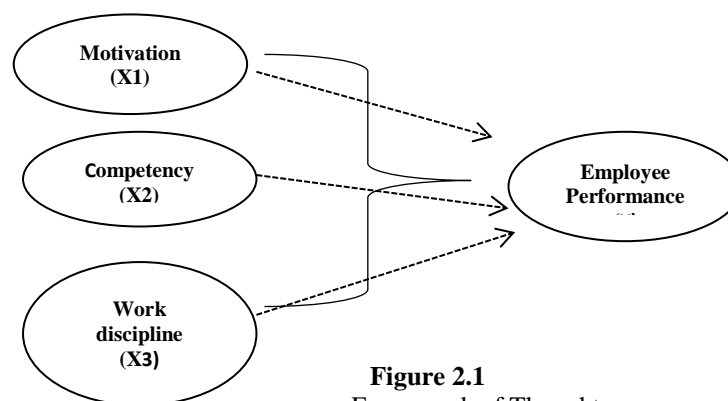 Motivation
(X1)
Competency
(X2)
Work
discipline
(X3)
Employee
Performance
Figure 2.1